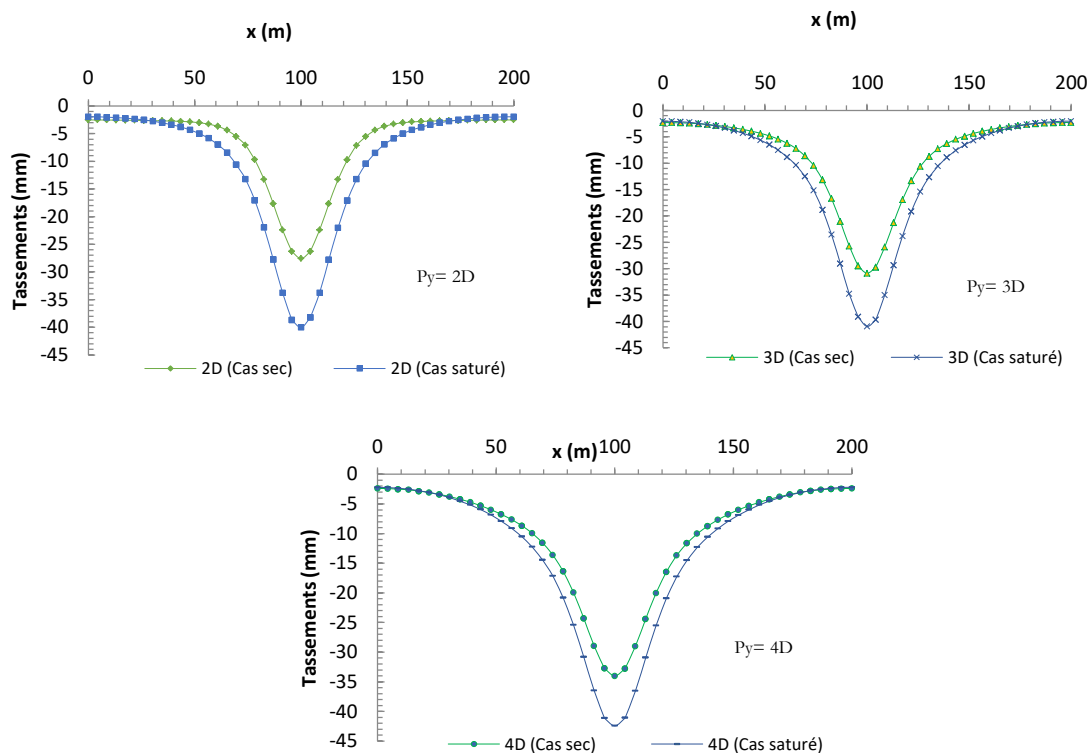 x (m)
0 50 100 150 200
0
-5
-10
-15
-20
-25
-30
-35
-40
-45
Tassements (mm)
Py= 2D
2D (Cas sec) 2D (Cas saturé)
x (m)
0 50 100 150 200
0
-5
-10
-15
-20
-25
-30
-35
-40
-45
Tassements (mm)
Py= 3D
3D (Cas sec) 3D (Cas saturé)
0 50 100 150 200
x (m)
0
-5
-10
-15
-20
-25
-30
-35
-40
-45
Tassements (mm)
Py= 4D
4D (Cas sec) 4D (Cas saturé)